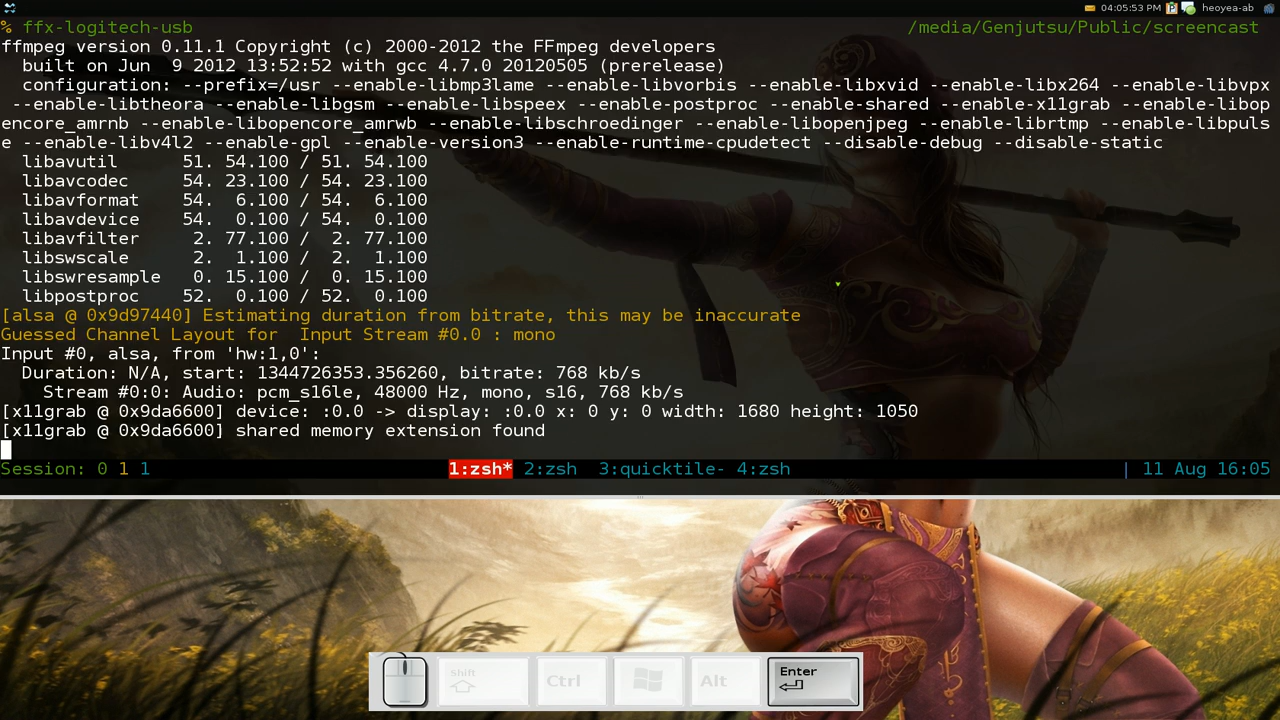 04:05:53 PM heoyea-ab
% ffx-logitech-usb /media/Genjutsu/Public/screencast
ffmpeg version 0.11.1 Copyright (c) 2000-2012 the FFmpeg developers
built on Jun 9 2012 13:52:52 with gcc 4.7.0 20120505 (prerelease)
configuration: --prefix=/usr --enable-libmp3lame --enable-libvorbis --enable-libxvid --enable-libx264 --enable-libvpx
--enable-libtheora --enable-libgsm --enable-libspeex --enable-postproc --enable-shared --enable-x11grab --enable-libop
encore_amrnb --enable-libopencore_amrwb --enable-libschroedinger --enable-libopenjpeg --enable-librtmp --enable-libpuls
e --enable-libv4l2 --enable-gpl --enable-version3 --enable-runtime-cpudetect --disable-debug --disable-static
libavutil 51. 54.100 / 51. 54.100
libavcodec 54. 23.100 / 54. 23.100
libavformat 54. 6.100 / 54. 6.100
libavdevice 54. 0.100 / 54. 0.100
libavfilter 2. 77.100 / 2. 77.100
libswscale 2. 1.100 / 2. 1.100
libswresample 0. 15.100 / 0. 15.100
libpostproc 52. 0.100 / 52. 0.100
[alsa @ 0x9d97440] Estimating duration from bitrate, this may be inaccurate
Guessed Channel Layout for Input Stream #0.0 : mono
Input #0, alsa, from 'hw:1,0':
Duration: N/A, start: 1344726353.356260, bitrate: 768 kb/s
Stream #0:0: Audio: pcm_s16le, 48000 Hz, mono, s16, 768 kb/s
[x11grab @ 0x9da6600] device: :0.0 -> display: :0.0 x: 0 y: 0 width: 1680 height: 1050
[x11grab @ 0x9da6600] shared memory extension found
Session: 0 1 1 1:zsh* 2:zsh 3:quicktile- 4:zsh | 11 Aug 16:05
Shift Ctrl Alt Enter